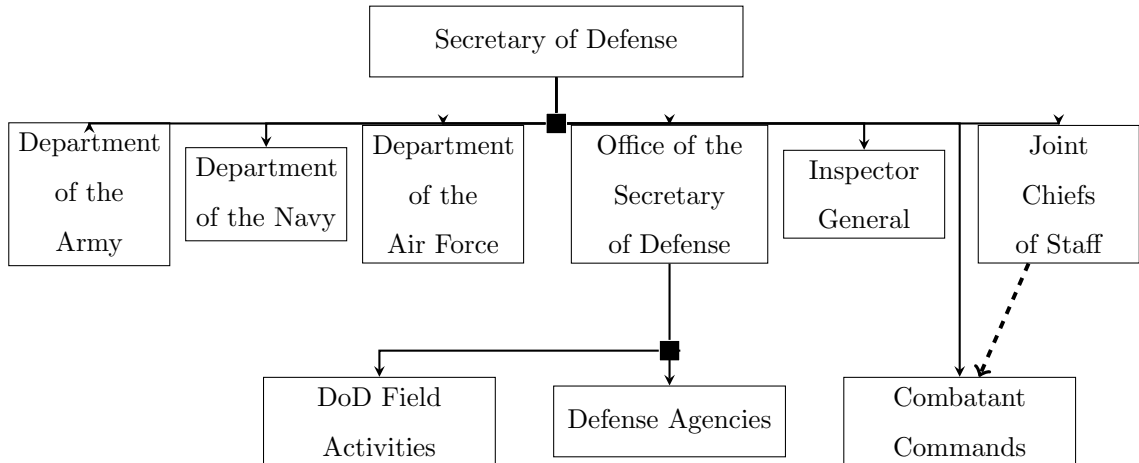 Secretary of Defense
Department
of the
Army
Department
of the Navy
Department
of the
Air Force
Office of the
Secretary
of Defense
Inspector
General
Joint
Chiefs
of Staff
DoD Field
Activities
Defense Agencies
Combatant
Commands